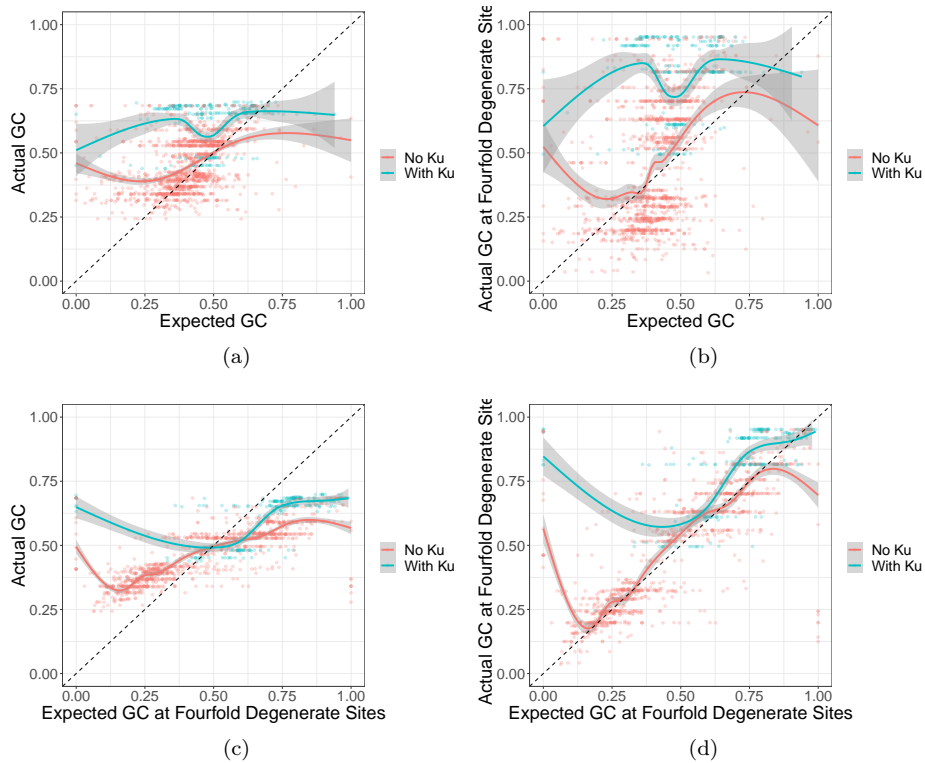 1.00
0.75
0.50
0.25
0.00
Actual GC
0.00 0.25 0.50 0.75 1.00
Expected GC
No Ku
With Ku
(a)
1.00
0.75
0.50
0.25
0.00
Actual GC at Fourfold Degenerate Sites
0.00 0.25 0.50 0.75 1.00
Expected GC
No Ku
With Ku
(b)
1.00
0.75
0.50
0.25
0.00
Actual GC
0.00 0.25 0.50 0.75 1.00
Expected GC at Fourfold Degenerate Sites
No Ku
With Ku
(c)
1.00
0.75
0.50
0.25
0.00
Actual GC at Fourfold Degenerate Sites
0.00 0.25 0.50 0.75 1.00
Expected GC at Fourfold Degenerate Sites
No Ku
With Ku
(d)